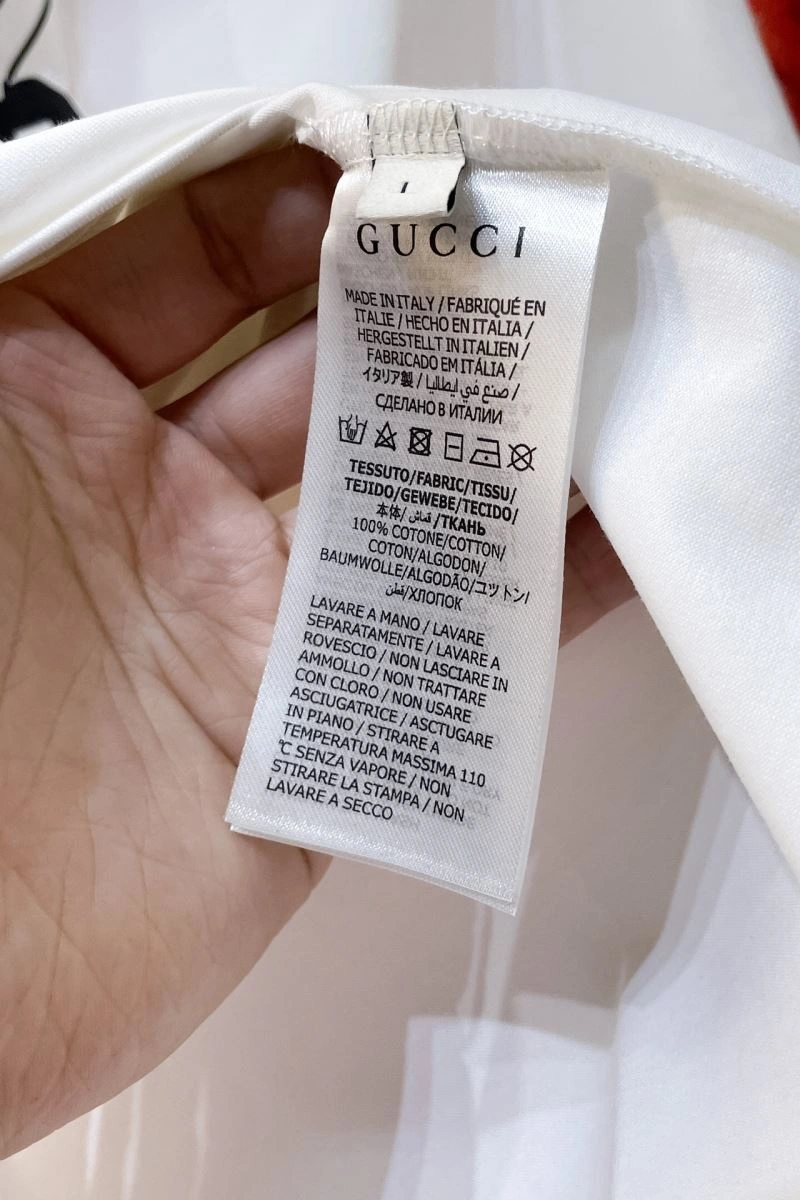 GUCCI
MADE IN ITALY / FABRIQUÉ EN
ITALIE / HECHO EN ITALIA /
HERGESTELLT IN ITALIEN /
FABRICADO EM ITÁLIA /
イタリア製 / صنع في ايطاليا /
СДЕЛАНО В ИТАЛИИ
TESSUTO/FABRIC/TISSU/
TEJIDO/GEWEBE/TECIDO/
本体/ قماش /ТКАНЬ
100% COTONE/COTTON/
COTON/ALGODON/
BAUMWOLLE/ALGODÃO/ユツトン/
قطن/ХЛОПОК
LAVARE A MANO / LAVARE
SEPARATAMENTE / LAVARE A
ROVESCIO / NON LASCIARE IN
AMMOLLO / NON TRATTARE
CON CLORO / NON USARE
ASCIUGATRICE / ASCTUGARE
IN PIANO / STIRARE A
TEMPERATURA MASSIMA 110
°C SENZA VAPORE / NON
STIRARE LA STAMPA / NON
LAVARE A SECCO